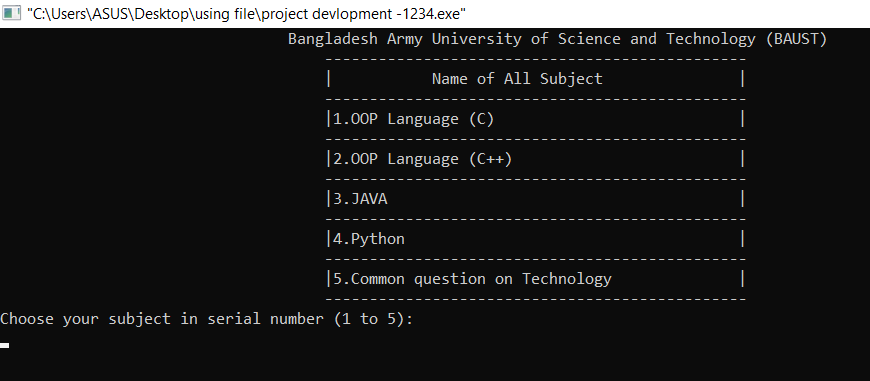 "C:\Users\ASUS\Desktop\using file\project devlopment -1234.exe"
Bangladesh Army University of Science and Technology (BAUST)
-----------------------------------------------
| Name of All Subject |
-----------------------------------------------
|1.OOP Language (C) |
-----------------------------------------------
|2.OOP Language (C++) |
-----------------------------------------------
|3.JAVA |
-----------------------------------------------
|4.Python |
-----------------------------------------------
|5.Common question on Technology |
-----------------------------------------------
Choose your subject in serial number (1 to 5):